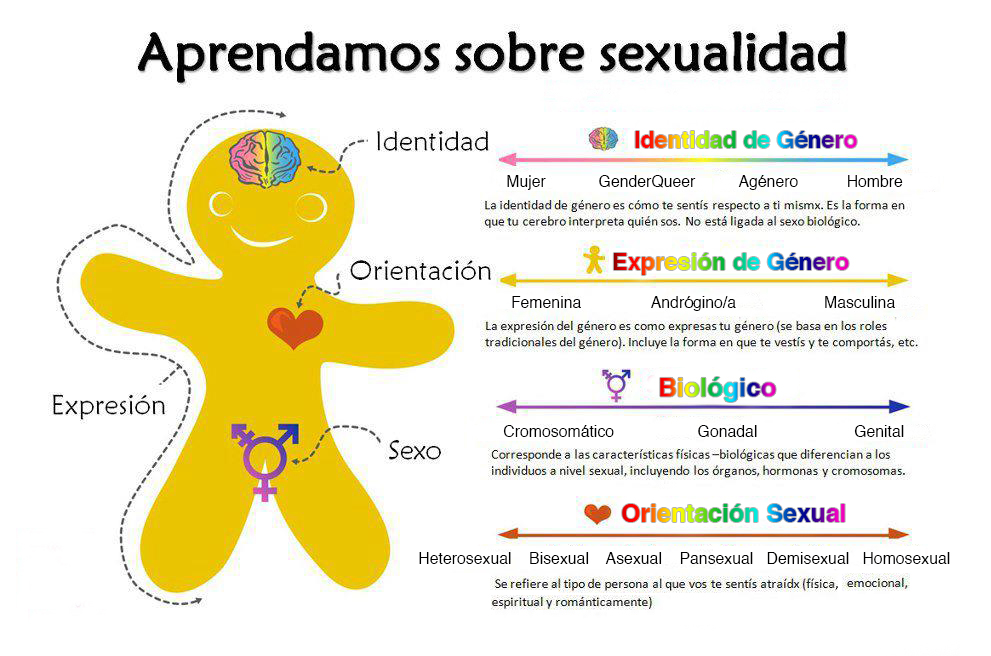 Aprendamos sobre sexualidad
Identidad
Orientación
Expresión
Sexo
Identidad de Género
Mujer GenderQueer Agénero Hombre
La identidad de género es cómo te sentís respecto a ti mismx. Es la forma en
que tu cerebro interpreta quién sos. No está ligada al sexo biológico.
Expresión de Género
Femenina Andrógino/a Masculina
La expresión del género es como expresas tu género (se basa en los roles
tradicionales del género). Incluye la forma en que te vestís y te comportás, etc.
Biológico
Cromosomático Gonadal Genital
Corresponde a las características físicas –biológicas que diferencian a los
individuos a nivel sexual, incluyendo los órganos, hormonas y cromosomas.
Orientación Sexual
Heterosexual Bisexual Asexual Pansexual Demisexual Homosexual
Se refiere al tipo de persona al que vos te sentís atraídx (física, emocional,
espiritual y románticamente)